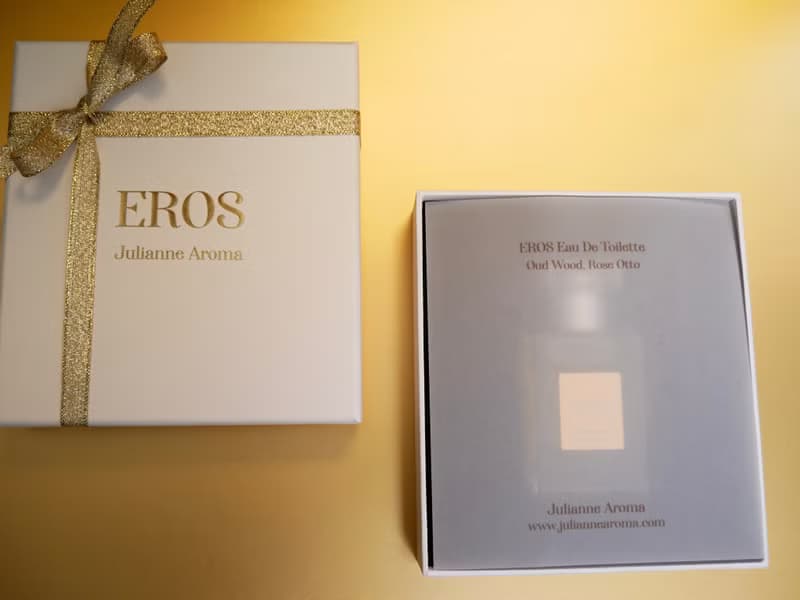 EROS
Julianne Aroma
EROS Eau De Toilette
Oud Wood, Rose Otto
Julianne Aroma
www.juliannearoma.com